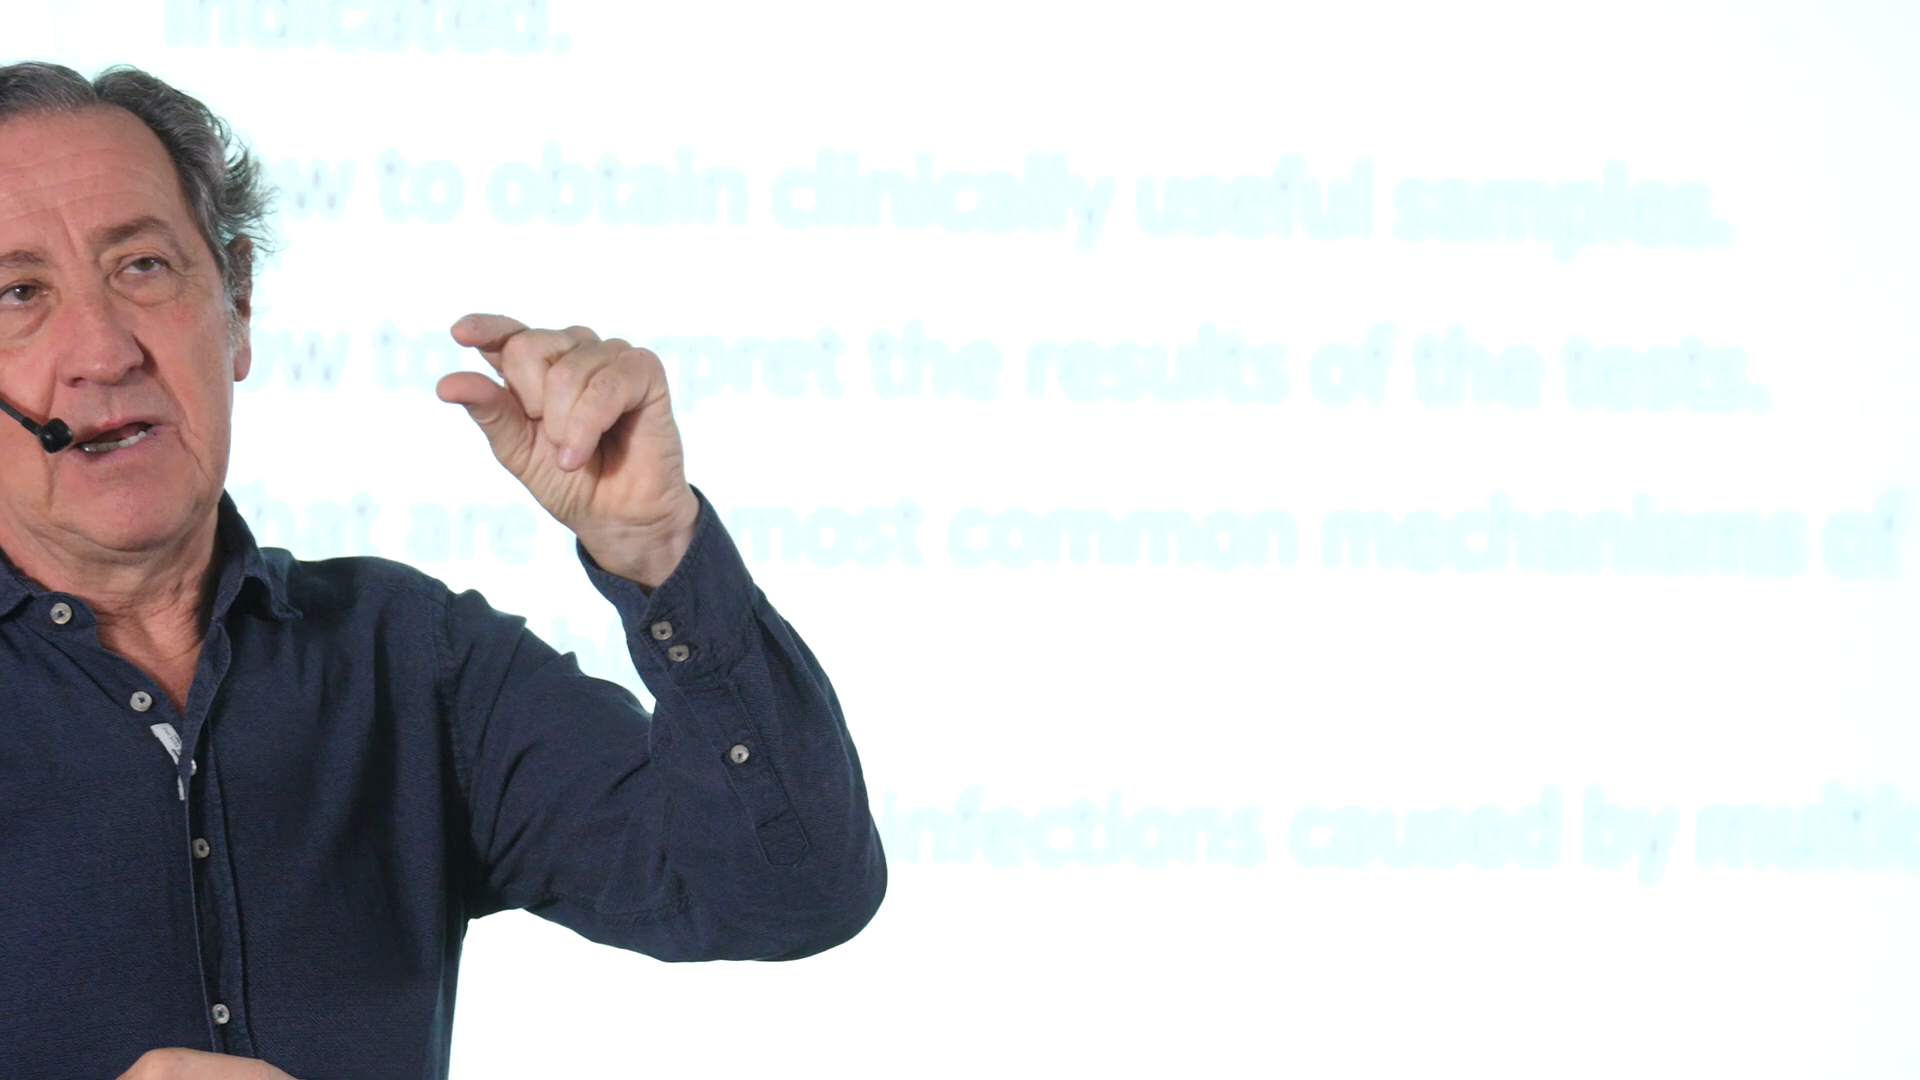 indicated.
w to obtain clinically useful samples.
ow to rpret the results of the tests.
hat are most common mechanisms of
infections caused by multi